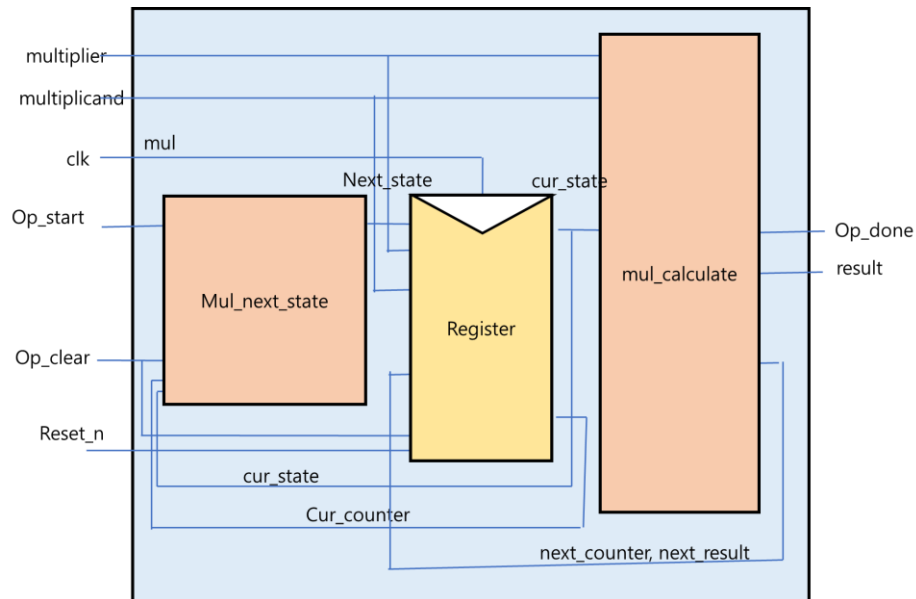 multiplier
multiplicand
mul
clk
Next_state
cur_state
Op_start
Op_done
result
Mul_next_state
mul_calculate
Register
Op_clear
Reset_n
cur_state
Cur_counter
next_counter, next_result